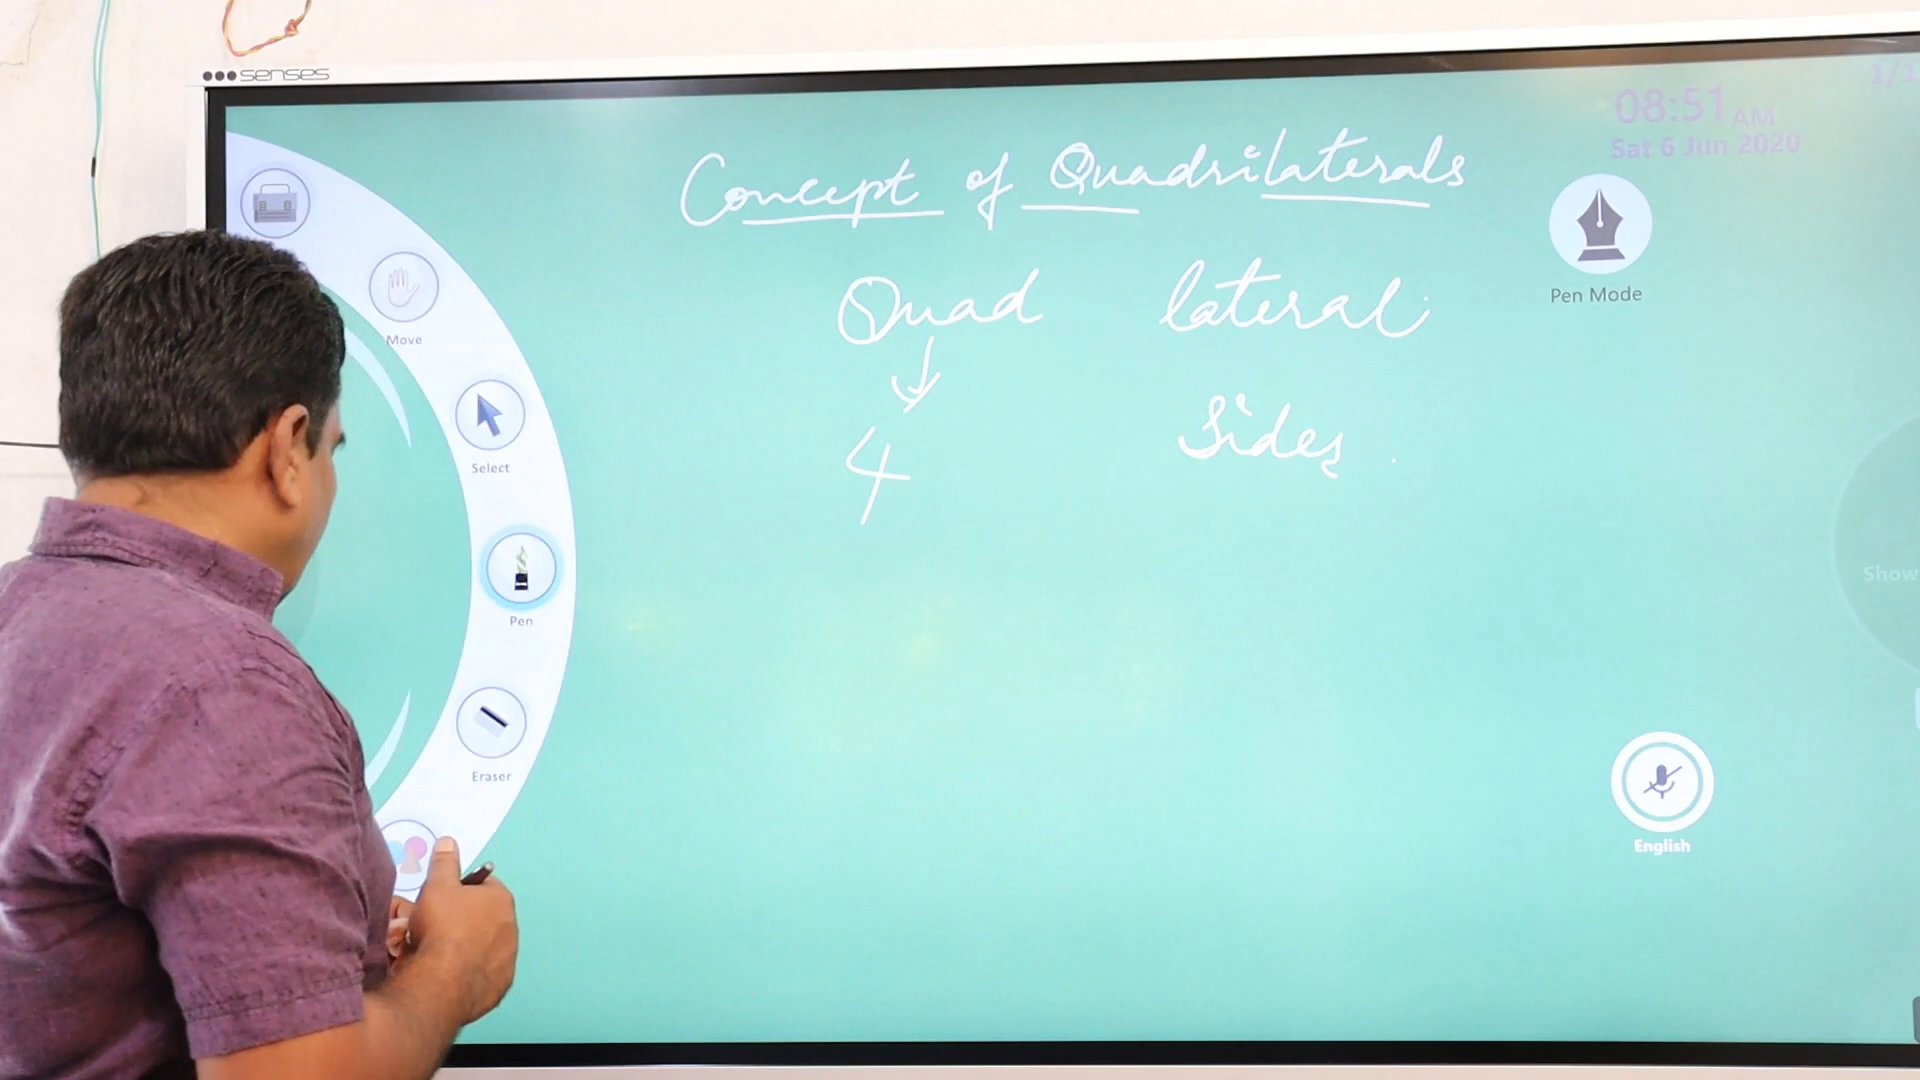 senses
08:51 AM
Sat 6 Jun 2020
Concept of Quadrilaterals
Pen Mode
Quad lateral
4 Sides
Move
Select
Pen
Eraser
Show
English